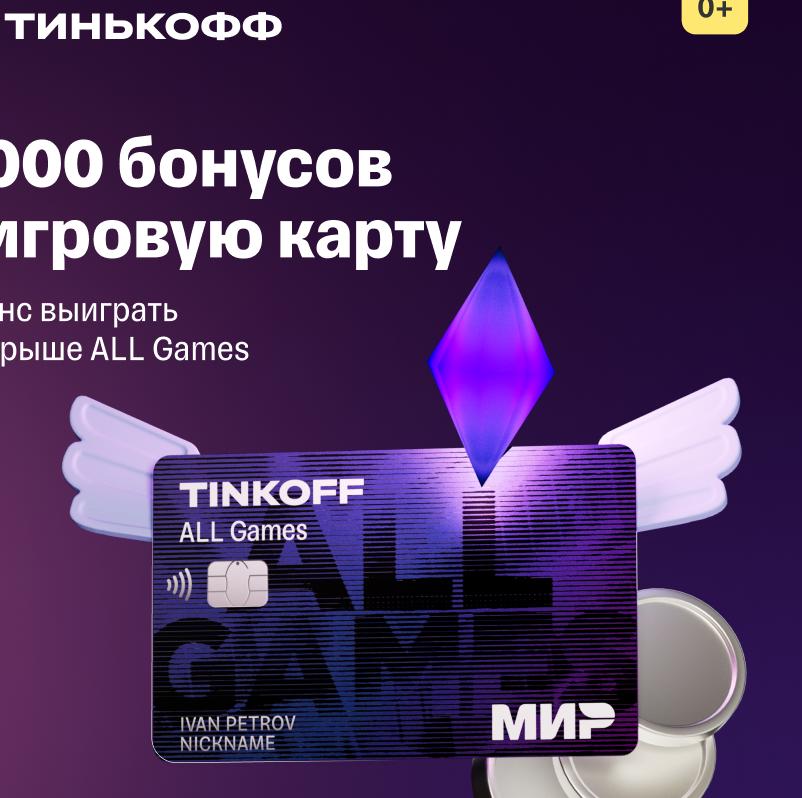 ТИНЬКОФФ
0+
000 бонусов
игровую карту
нс выиграть
рыше ALL Games
TINKOFF
ALL Games
ALL
GAMES
IVAN PETROV
NICKNAME
МИР